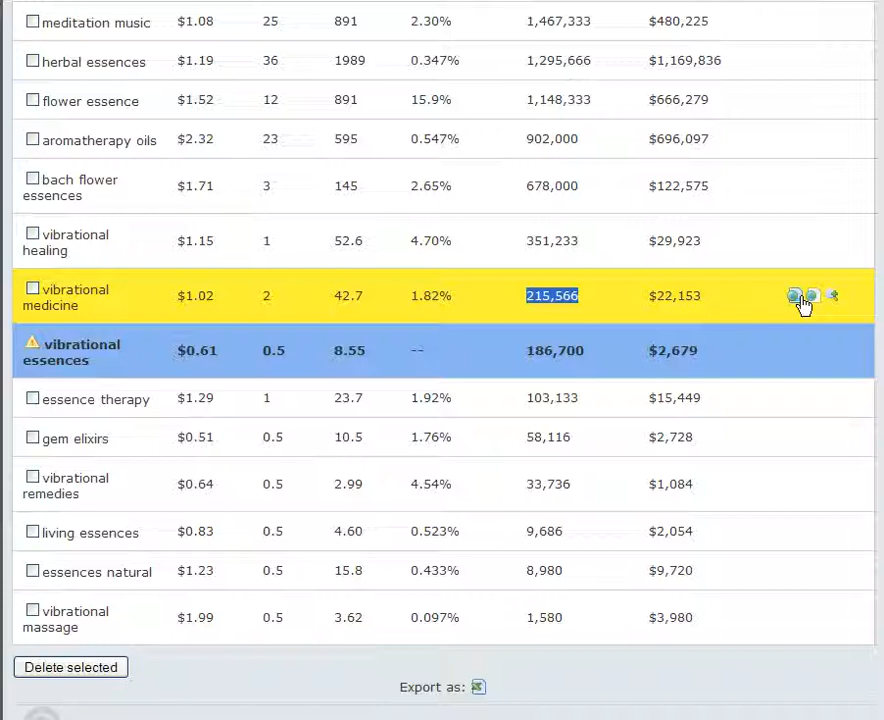 meditation music $1.08 25 891 2.30% 1,467,333 $480,225
herbal essences $1.19 36 1989 0.347% 1,295,666 $1,169,836
flower essence $1.52 12 891 15.9% 1,148,333 $666,279
aromatherapy oils $2.32 23 595 0.547% 902,000 $696,097
bach flower
essences $1.71 3 145 2.65% 678,000 $122,575
vibrational
healing $1.15 1 52.6 4.70% 351,233 $29,923
vibrational
medicine $1.02 2 42.7 1.82% 215,566 $22,153
vibrational
essences $0.61 0.5 8.55 -- 186,700 $2,679
essence therapy $1.29 1 23.7 1.92% 103,133 $15,449
gem elixirs $0.51 0.5 10.5 1.76% 58,116 $2,728
vibrational
remedies $0.64 0.5 2.99 4.54% 33,736 $1,084
living essences $0.83 0.5 4.60 0.523% 9,686 $2,054
essences natural $1.23 0.5 15.8 0.433% 8,980 $9,720
vibrational
massage $1.99 0.5 3.62 0.097% 1,580 $3,980
Delete selected
Export as: